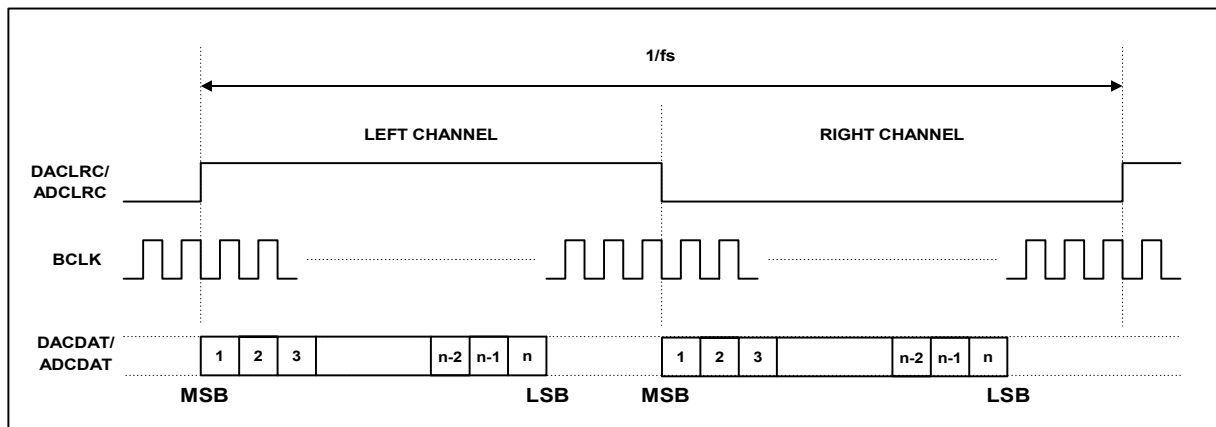 1/fs
LEFT CHANNEL
RIGHT CHANNEL
DACLRC/
ADCLRC
BCLK
DACDAT/
ADCDAT
1 2 3 n-2 n-1 n 1 2 3 n-2 n-1 n
MSB LSB MSB LSB